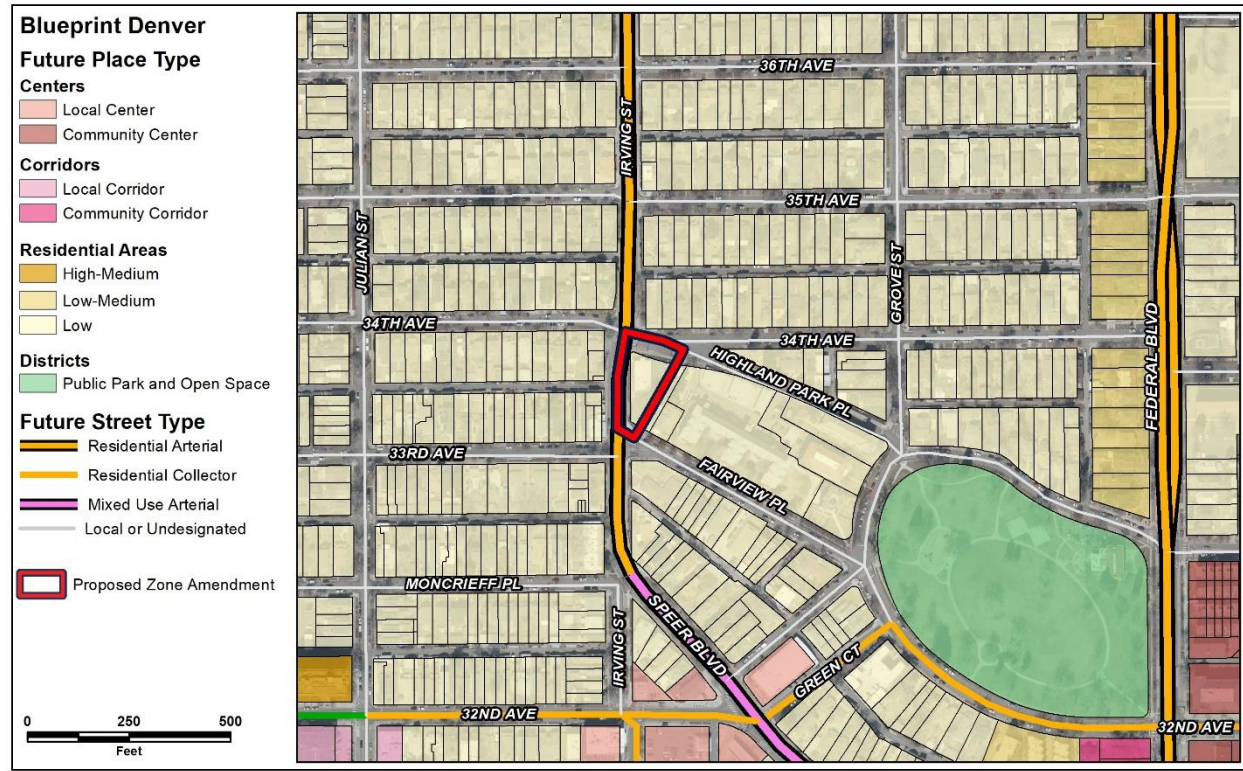 Blueprint Denver
Future Place Type
Centers
Local Center
Community Center
Corridors
Local Corridor
Community Corridor
Residential Areas
High-Medium
Low-Medium
Low
Districts
Public Park and Open Space
Future Street Type
Residential Arterial
Residential Collector
Mixed Use Arterial
Local or Undesignated
Proposed Zone Amendment
0 250 500
Feet
36TH AVE
IRVING ST
35TH AVE
JULIAN ST
GROVE ST
FEDERAL BLVD
34TH AVE
34TH AVE
HIGHLAND PARK PL
33RD AVE
FAIRVIEW PL
MONCRIEFF PL
SPEER BLVD
IRVING ST
GREEN CT
32ND AVE
32ND AVE